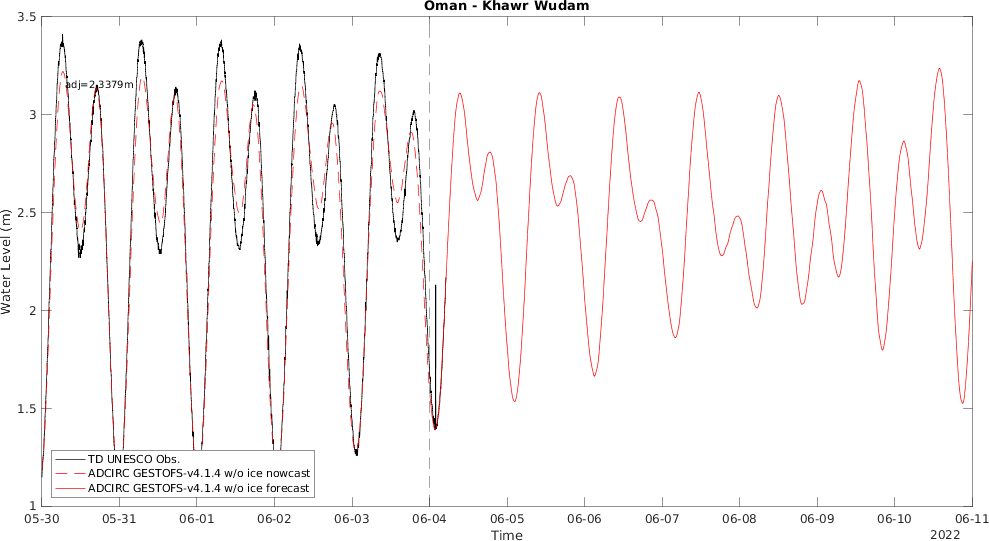 Oman - Khawr Wudam
3.5
adj=2.3379m
3
2.5
Water Level (m)
2
1.5
TD UNESCO Obs.
ADCIRC GESTOFS-v4.1.4 w/o ice nowcast
ADCIRC GESTOFS-v4.1.4 w/o ice forecast
1
05-30 05-31 06-01 06-02 06-03 06-04 06-05 06-06 06-07 06-08 06-09 06-10 06-11
Time
2022